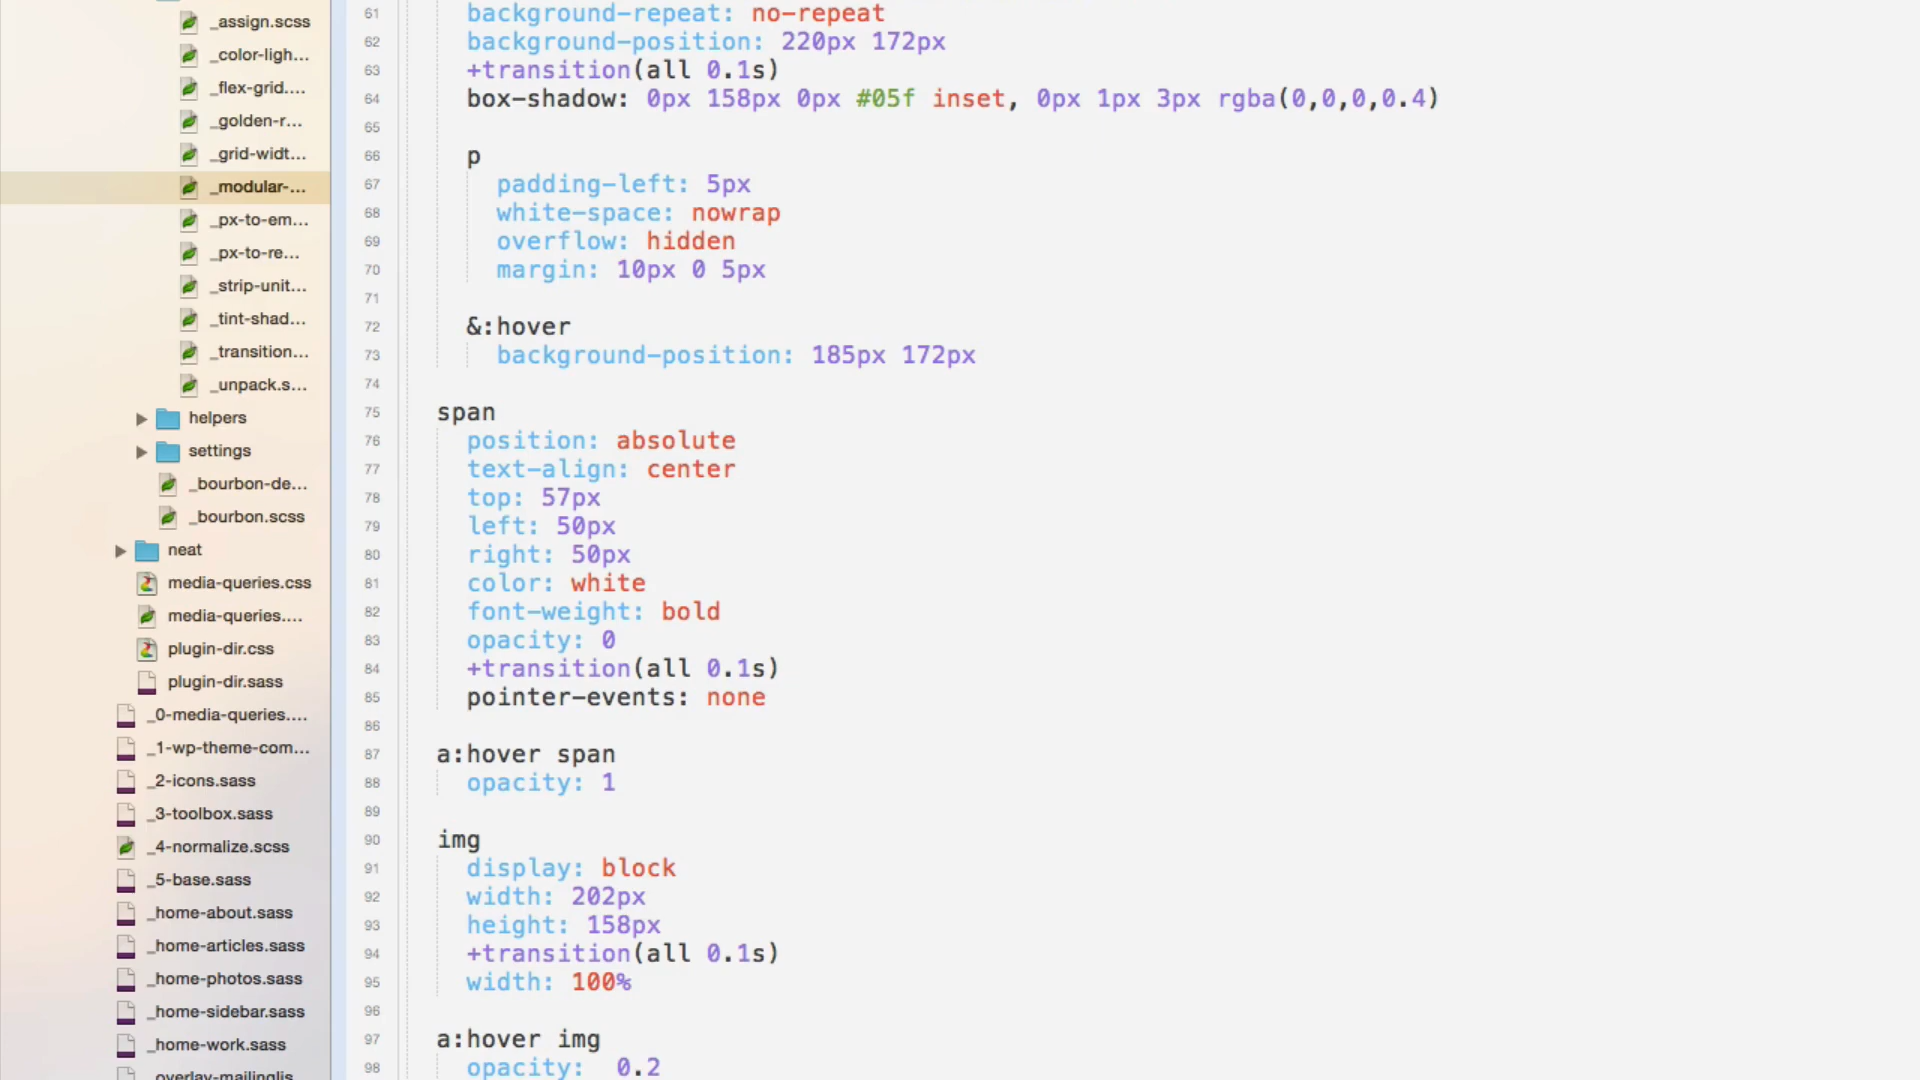 _assign.scss
_color-ligh...
_flex-grid....
_golden-r...
_grid-widt...
_modular-...
_px-to-em...
_px-to-re...
_strip-unit...
_tint-shad...
_transition...
_unpack.s...
helpers
settings
_bourbon-de...
_bourbon.scss
neat
media-queries.css
media-queries....
plugin-dir.css
plugin-dir.sass
_0-media-queries....
_1-wp-theme-com...
_2-icons.sass
_3-toolbox.sass
_4-normalize.scss
_5-base.sass
_home-about.sass
_home-articles.sass
_home-photos.sass
_home-sidebar.sass
_home-work.sass
_overlay-mailinglis
61 background-repeat: no-repeat
62 background-position: 220px 172px
63 +transition(all 0.1s)
64 box-shadow: 0px 158px 0px #05f inset, 0px 1px 3px rgba(0,0,0,0.4)
65
66 p
67 padding-left: 5px
68 white-space: nowrap
69 overflow: hidden
70 margin: 10px 0 5px
71
72 &:hover
73 background-position: 185px 172px
74
75 span
76 position: absolute
77 text-align: center
78 top: 57px
79 left: 50px
80 right: 50px
81 color: white
82 font-weight: bold
83 opacity: 0
84 +transition(all 0.1s)
85 pointer-events: none
86
87 a:hover span
88 opacity: 1
89
90 img
91 display: block
92 width: 202px
93 height: 158px
94 +transition(all 0.1s)
95 width: 100%
96
97 a:hover img
98 opacity: 0.2